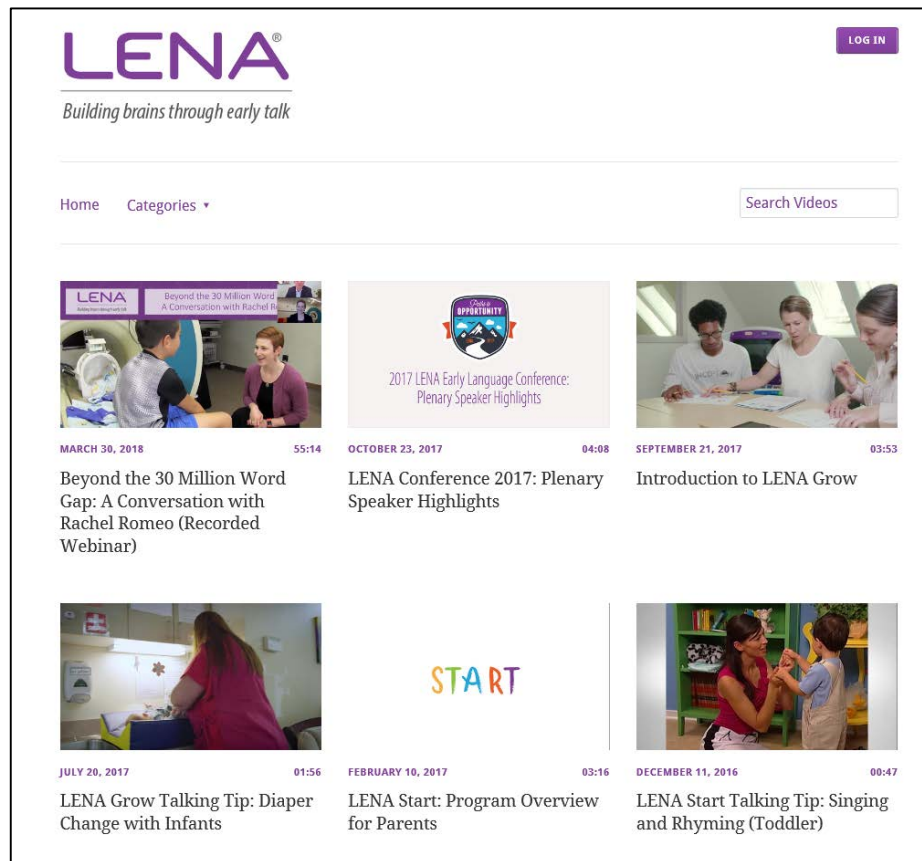 LENA®
LOG IN
Building brains through early talk
Home Categories ▼
Search Videos
LENA
Building brains through early talk
Beyond the 30 Million Word
A Conversation with Rachel
MARCH 30, 2018 55:14
Beyond the 30 Million Word
Gap: A Conversation with
Rachel Romeo (Recorded
Webinar)
OPPORTUNITY
2017 LENA Early Language Conference:
Plenary Speaker Highlights
OCTOBER 23, 2017 04:08
LENA Conference 2017: Plenary
Speaker Highlights
SEPTEMBER 21, 2017 03:53
Introduction to LENA Grow
JULY 20, 2017 01:56
LENA Grow Talking Tip: Diaper
Change with Infants
START
FEBRUARY 10, 2017 03:16
LENA Start: Program Overview
for Parents
DECEMBER 11, 2016 00:47
LENA Start Talking Tip: Singing
and Rhyming (Toddler)